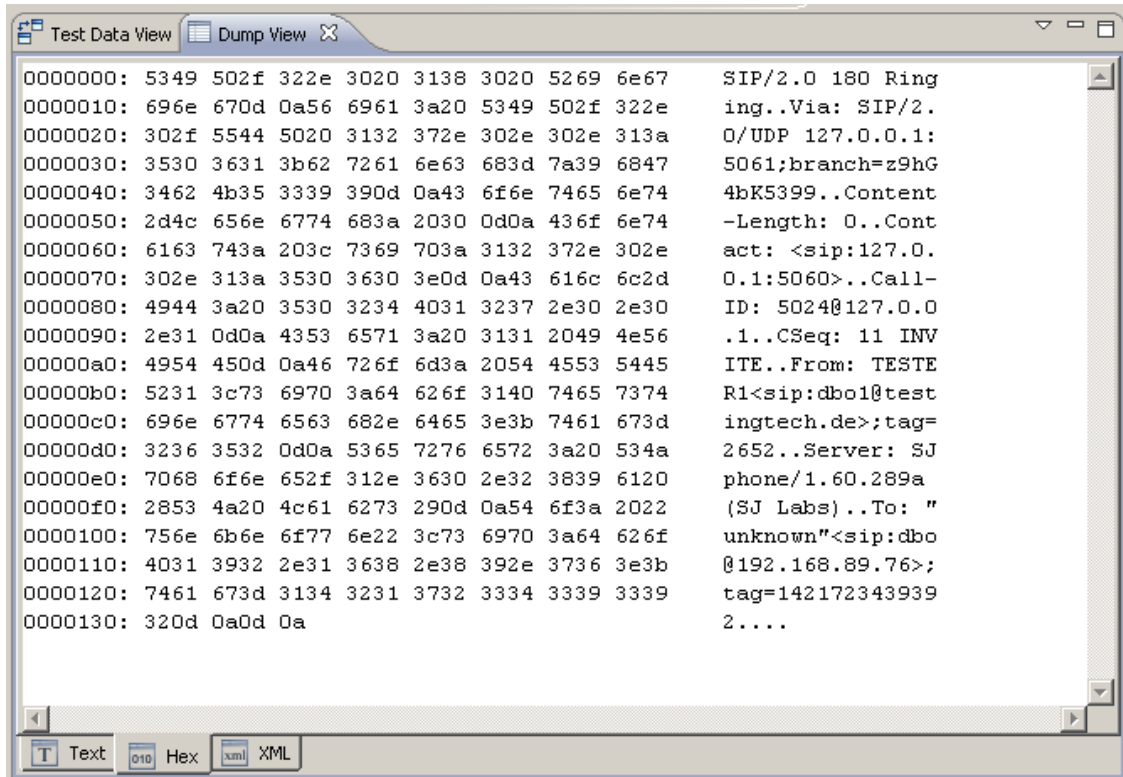 Test Data View Dump View
0000000: 5349 502f 322e 3020 3138 3020 5269 6e67 SIP/2.0 180 Ring
0000010: 696e 670d 0a56 6961 3a20 5349 502f 322e ing..Via: SIP/2.
0000020: 302f 5544 5020 3132 372e 302e 302e 313a 0/UDP 127.0.0.1:
0000030: 3530 3631 3b62 7261 6e63 683d 7a39 6847 5061;branch=z9hG
0000040: 3462 4b35 3339 390d 0a43 6f6e 7465 6e74 4bK5399..Content
0000050: 2d4c 656e 6774 683a 2030 0d0a 436f 6e74 -Length: 0..Cont
0000060: 6163 743a 203c 7369 703a 3132 372e 302e act: <sip:127.0.
0000070: 302e 313a 3530 3630 3e0d 0a43 616c 6c2d 0.1:5060>..Call-
0000080: 4944 3a20 3530 3234 4031 3237 2e30 2e30 ID: 5024@127.0.0
0000090: 2e31 0d0a 4353 6571 3a20 3131 2049 4e56 .1..CSeq: 11 INV
00000a0: 4954 450d 0a46 726f 6d3a 2054 4553 5445 ITE..From: TESTE
00000b0: 5231 3c73 6970 3a64 626f 3140 7465 7374 R1<sip:dbo1@test
00000c0: 696e 6774 6563 682e 6465 3e3b 7461 673d ingtech.de>;tag=
00000d0: 3236 3532 0d0a 5365 7276 6572 3a20 534a 2652..Server: SJ
00000e0: 7068 6f6e 652f 312e 3630 2e32 3839 6120 phone/1.60.289a
00000f0: 2853 4a20 4c61 6273 290d 0a54 6f3a 2022 (SJ Labs)..To: "
0000100: 756e 6b6e 6f77 6e22 3c73 6970 3a64 626f unknown"<sip:dbo
0000110: 4031 3932 2e31 3638 2e38 392e 3736 3e3b @192.168.89.76>;
0000120: 7461 673d 3134 3231 3732 3334 3339 3339 tag=142172343939
0000130: 320d 0a0d 0a 2....
T Text 010 Hex xml XML